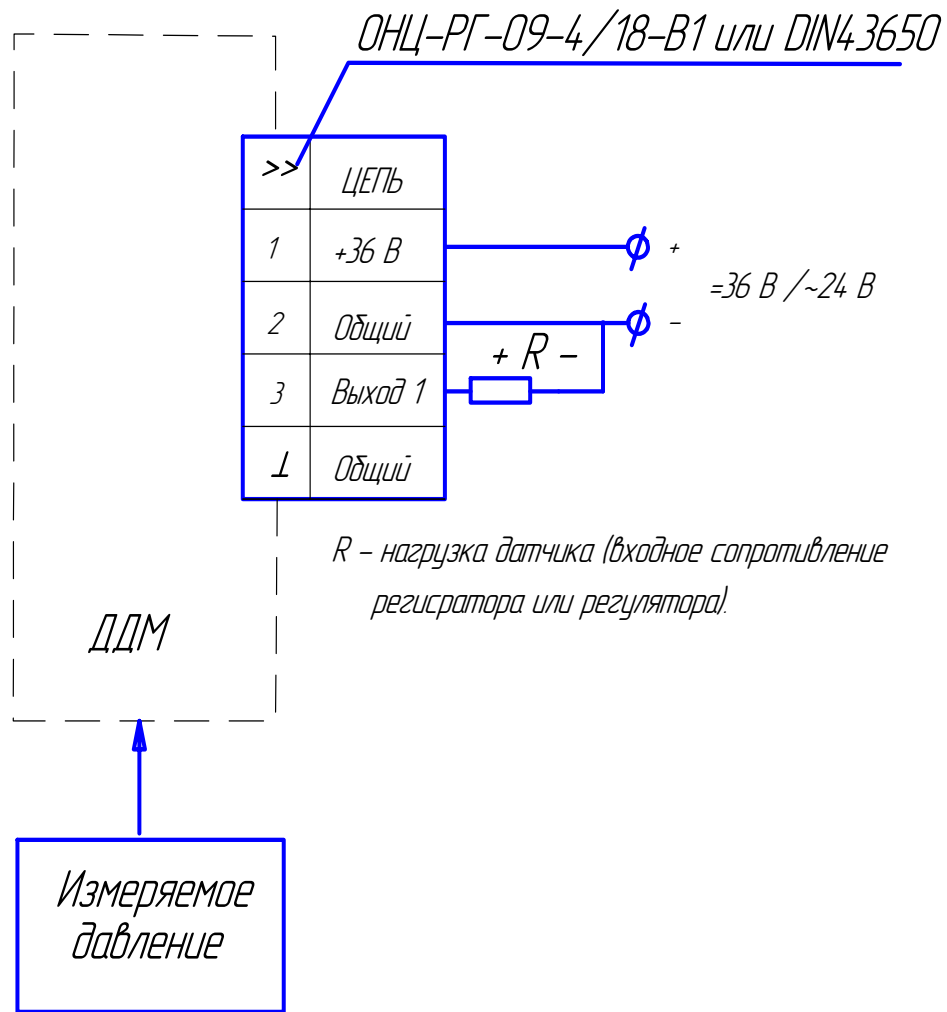 ОНЦ-РГ-09-4/18-В1 или DIN43650
>> ЦЕПЬ
1 +36 В
+
=36 В /~24 В
2 Общий
-
+ R -
3 Выход 1
⊥ Общий
R - нагрузка датчика (входное сопротивление
регисратора или регулятора).
ДДМ
Измеряемое
давление